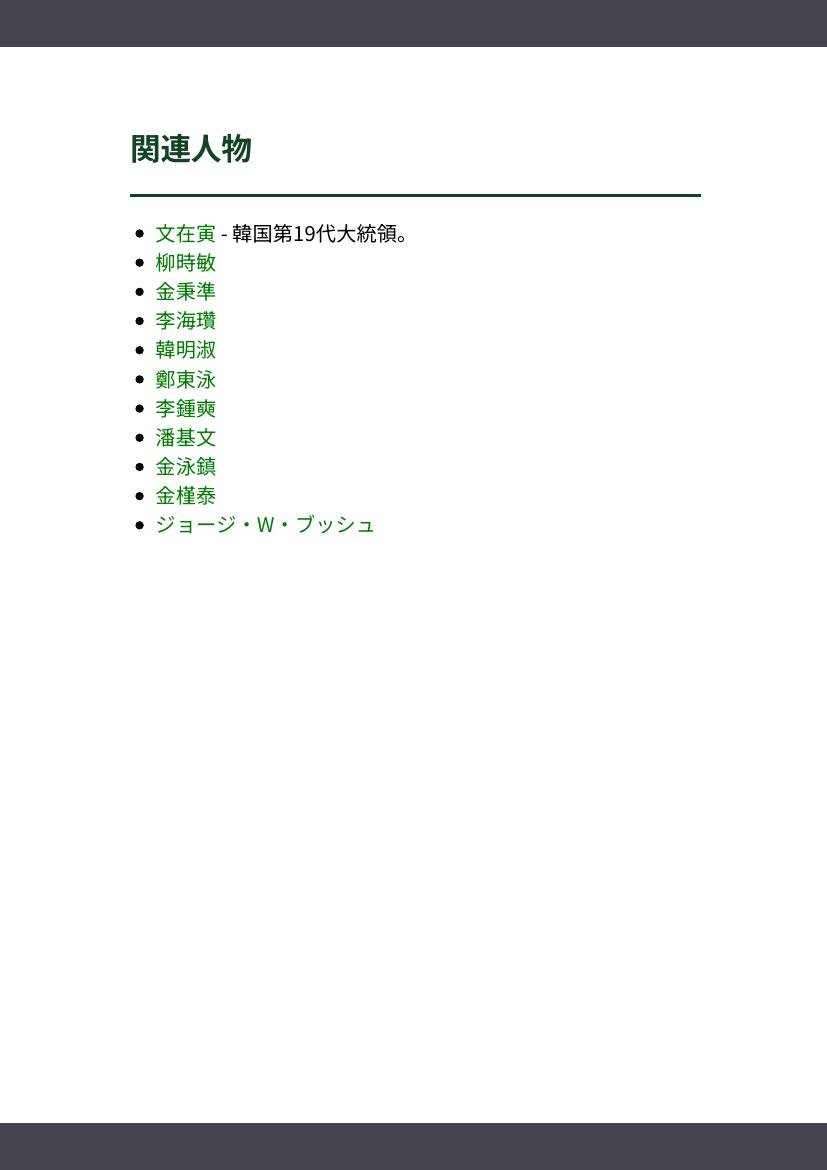 関連人物
文在寅 - 韓国第19代大統領。
柳時敏
金秉準
李海瓚
韓明淑
鄭東泳
李鍾奭
潘基文
金泳鎮
金槿泰
ジョージ・W・ブッシュ